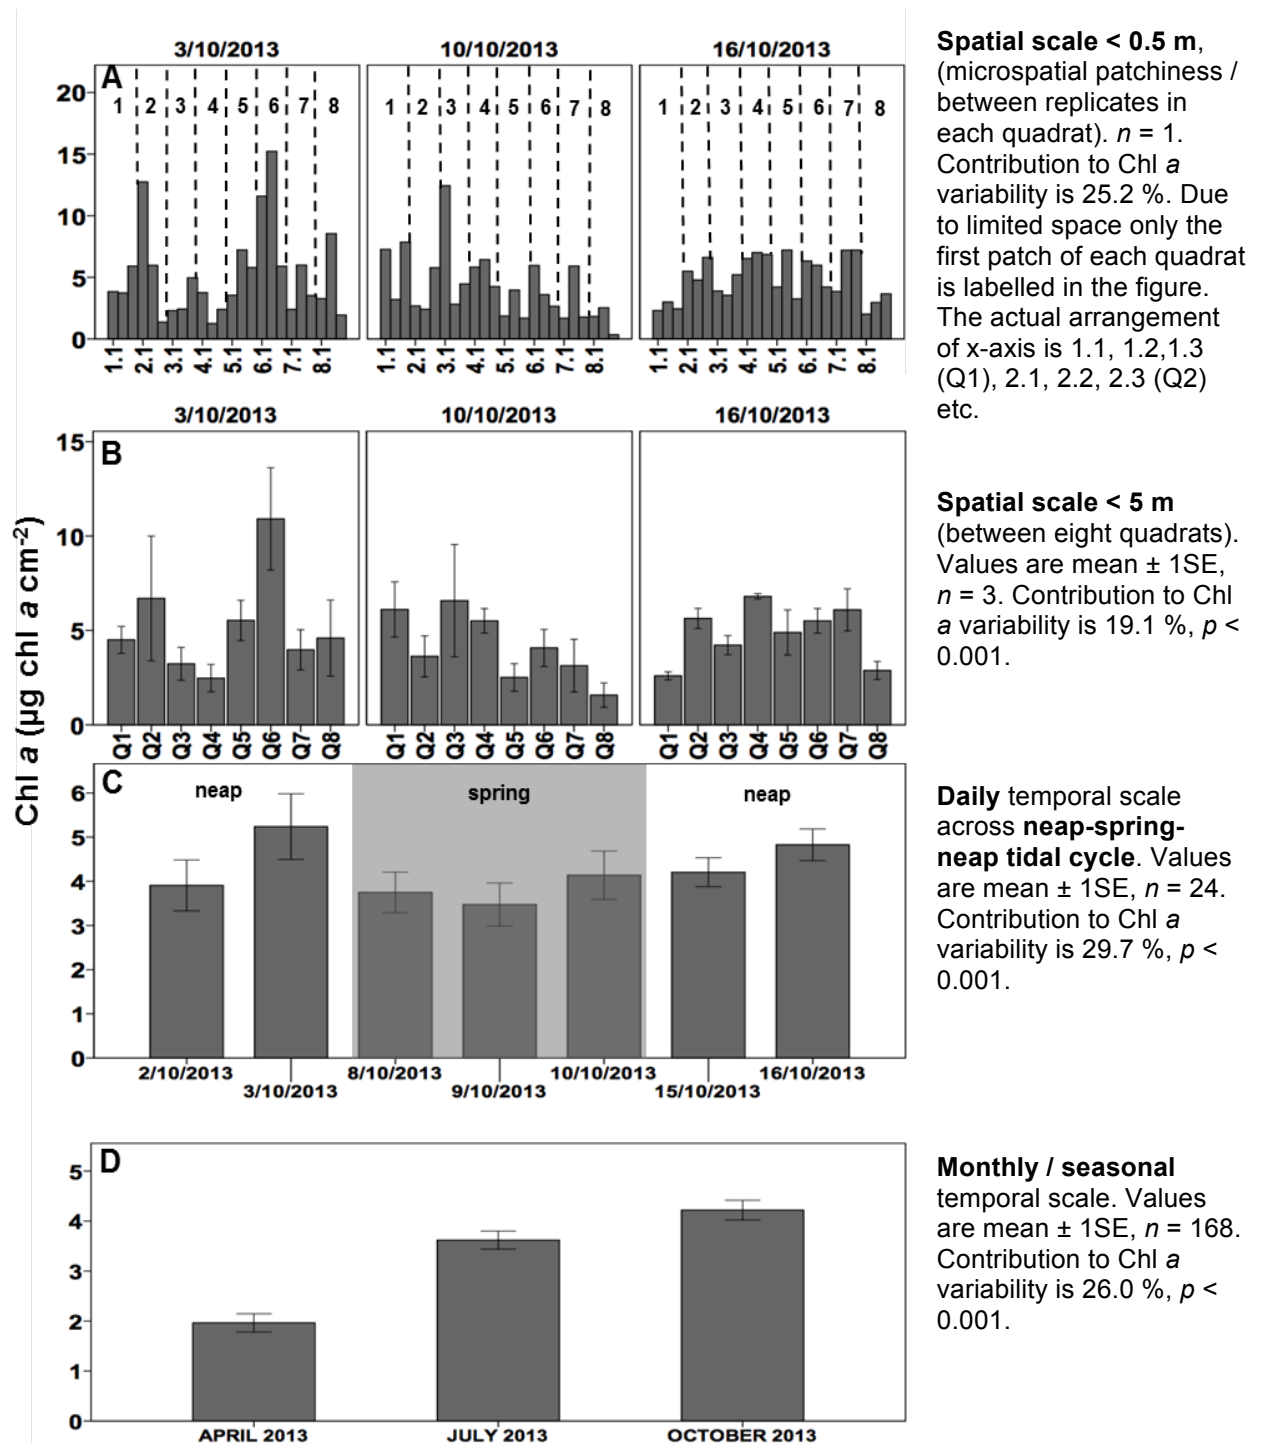 3/10/2013
10/10/2013
16/10/2013
A
20
15
10
5
0
1 2 3 4 5 6 7 8
1 2 3 4 5 6 7 8
1 2 3 4 5 6 7 8
1.1 2.1 3.1 4.1 5.1 6.1 7.1 8.1
1.1 2.1 3.1 4.1 5.1 6.1 7.1 8.1
1.1 2.1 3.1 4.1 5.1 6.1 7.1 8.1
Spatial scale < 0.5 m,
(microspatial patchiness /
between replicates in
each quadrat). n = 1.
Contribution to Chl a
variability is 25.2 %. Due
to limited space only the
first patch of each quadrat
is labelled in the figure.
The actual arrangement
of x-axis is 1.1, 1.2,1.3
(Q1), 2.1, 2.2, 2.3 (Q2)
etc.
Chl a (µg chl a cm-2)
3/10/2013
10/10/2013
16/10/2013
B
15
10
5
0
Q1 Q2 Q3 Q4 Q5 Q6 Q7 Q8
Q1 Q2 Q3 Q4 Q5 Q6 Q7 Q8
Q1 Q2 Q3 Q4 Q5 Q6 Q7 Q8
Spatial scale < 5 m
(between eight quadrats).
Values are mean ± 1SE,
n = 3. Contribution to Chl
a variability is 19.1 %, p <
0.001.
C
neap
spring
neap
6
5
4
3
2
1
0
2/10/2013
3/10/2013
8/10/2013
9/10/2013
10/10/2013
15/10/2013
16/10/2013
Daily temporal scale
across neap-spring-
neap tidal cycle. Values
are mean ± 1SE, n = 24.
Contribution to Chl a
variability is 29.7 %, p <
0.001.
D
5
4
3
2
1
0
APRIL 2013
JULY 2013
OCTOBER 2013
Monthly / seasonal
temporal scale. Values
are mean ± 1SE, n = 168.
Contribution to Chl a
variability is 26.0 %, p <
0.001.